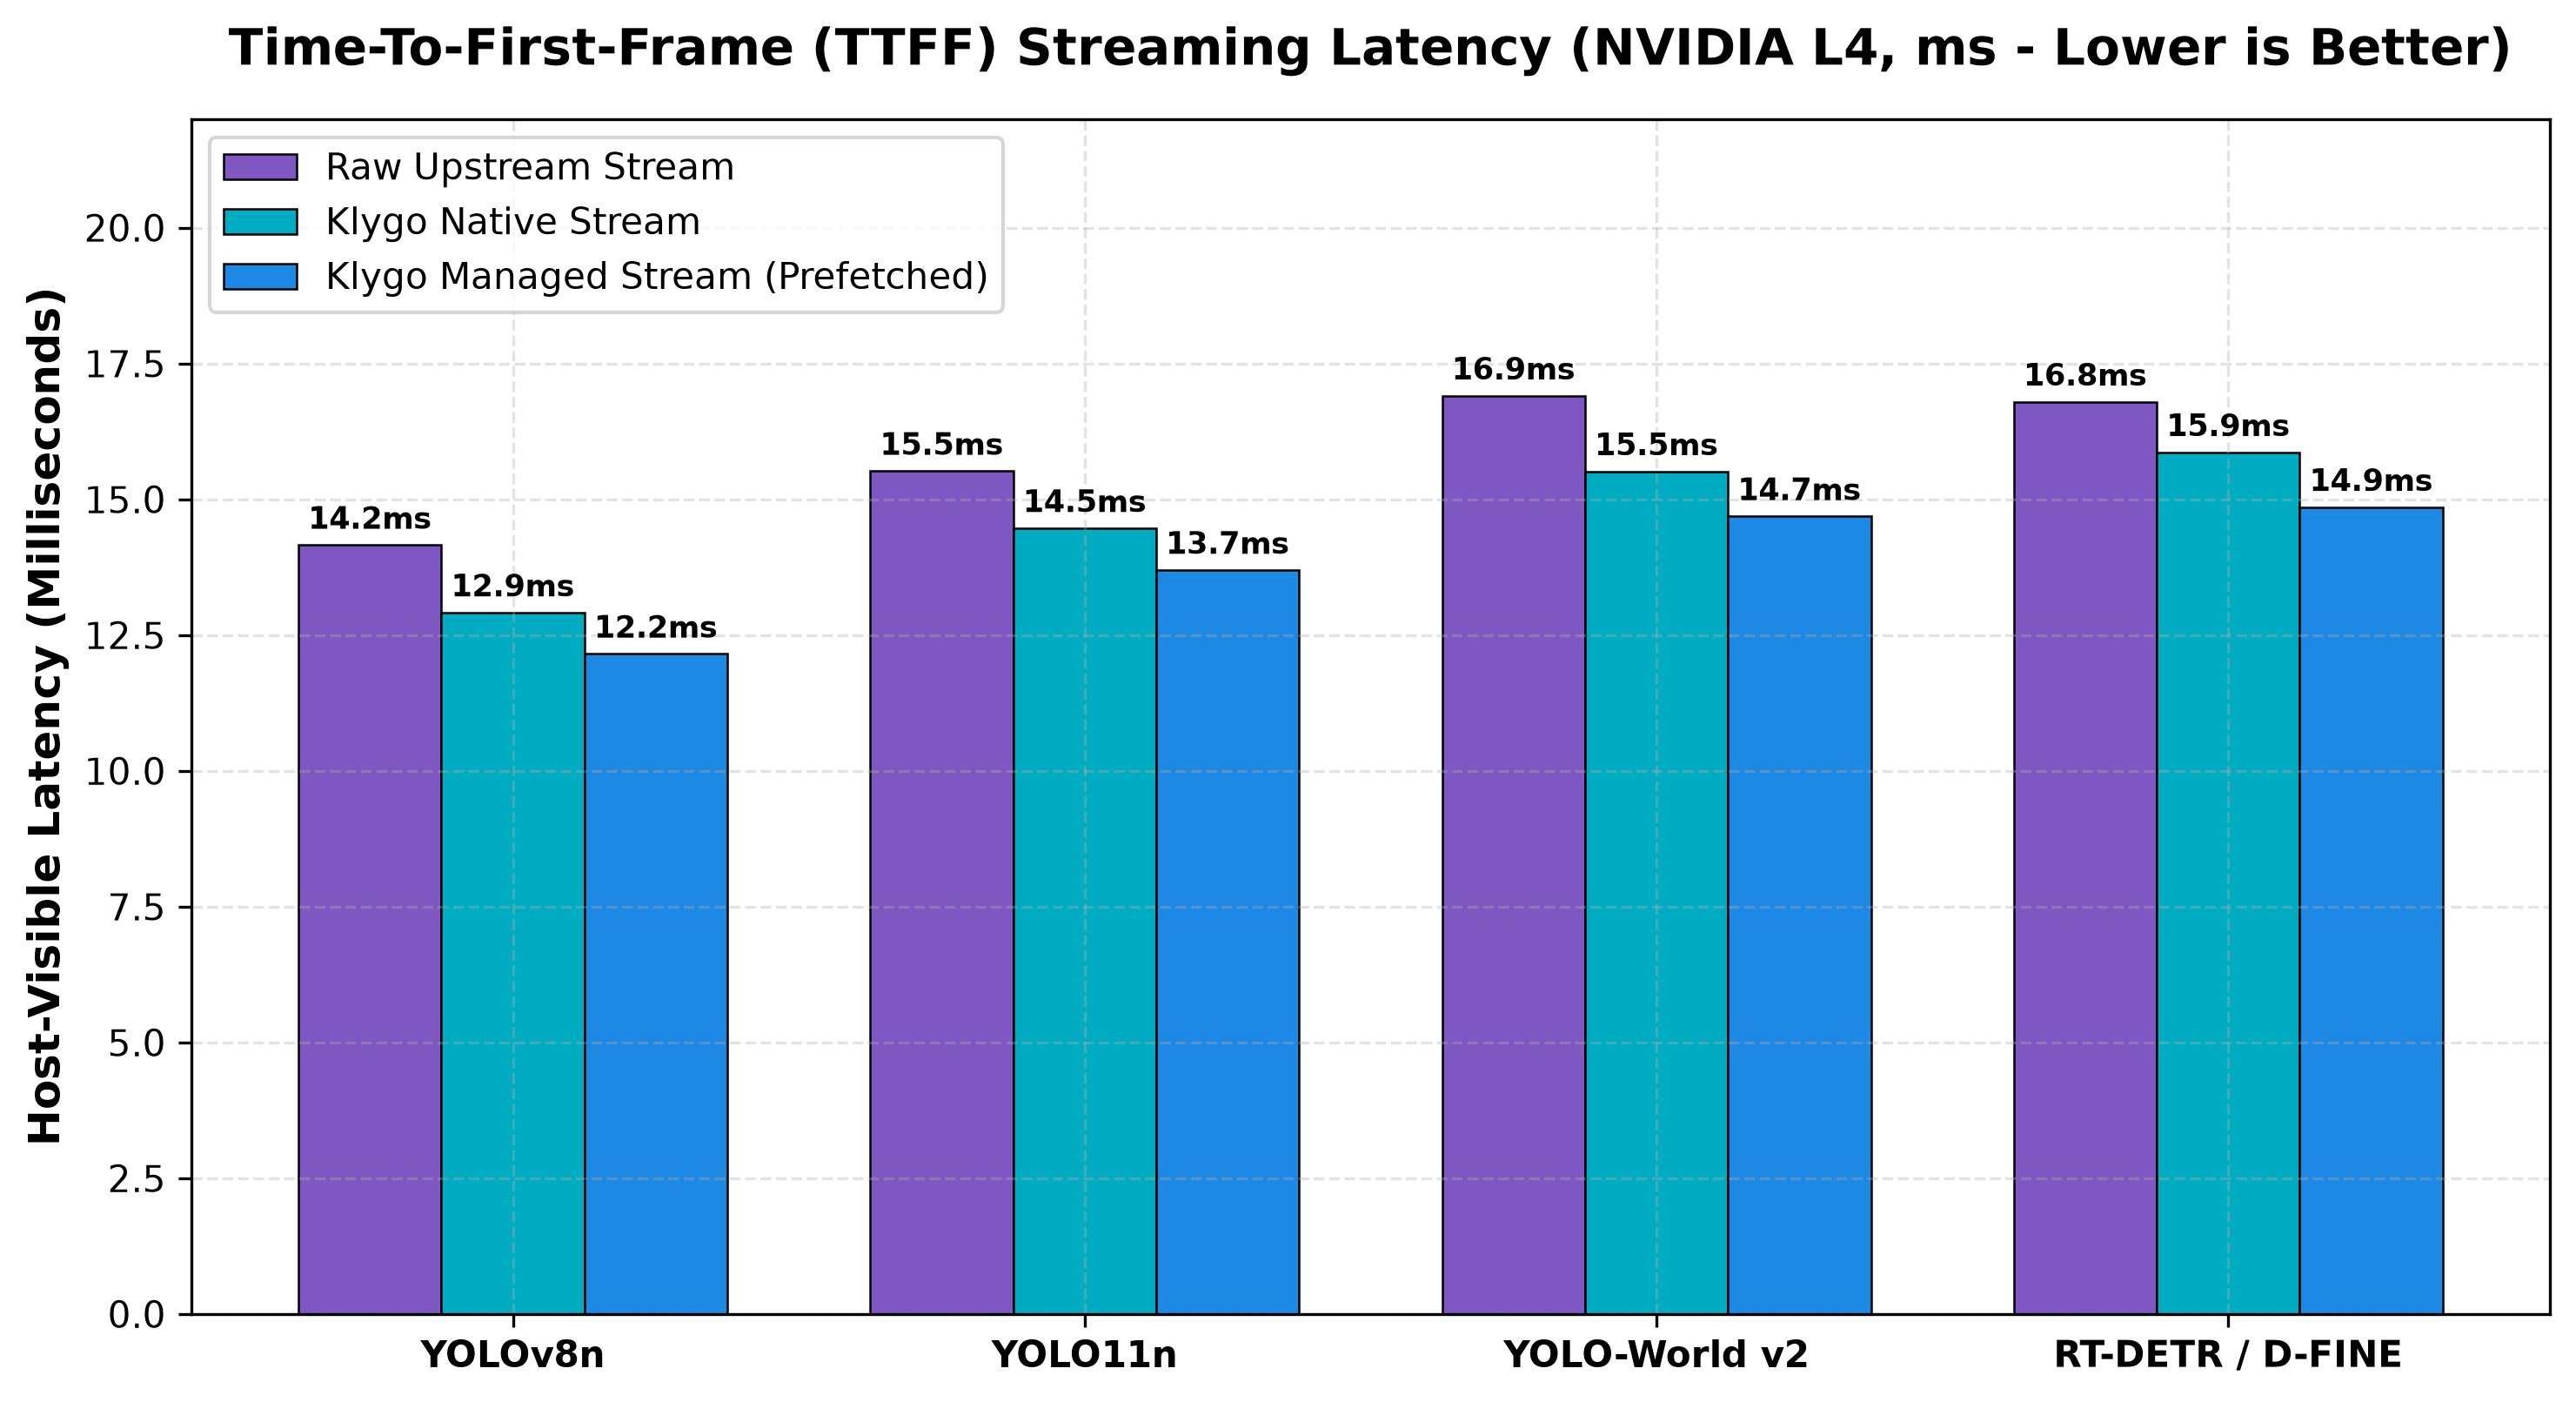 Time-To-First-Frame (TTFF) Streaming Latency (NVIDIA L4, ms - Lower is Better)
Raw Upstream Stream
Klygo Native Stream
Klygo Managed Stream (Prefetched)
Host-Visible Latency (Milliseconds)
20.0
17.5
15.0
12.5
10.0
7.5
5.0
2.5
0.0
14.2ms
12.9ms
12.2ms
15.5ms
14.5ms
13.7ms
16.9ms
15.5ms
14.7ms
16.8ms
15.9ms
14.9ms
YOLOv8n
YOLO11n
YOLO-World v2
RT-DETR / D-FINE